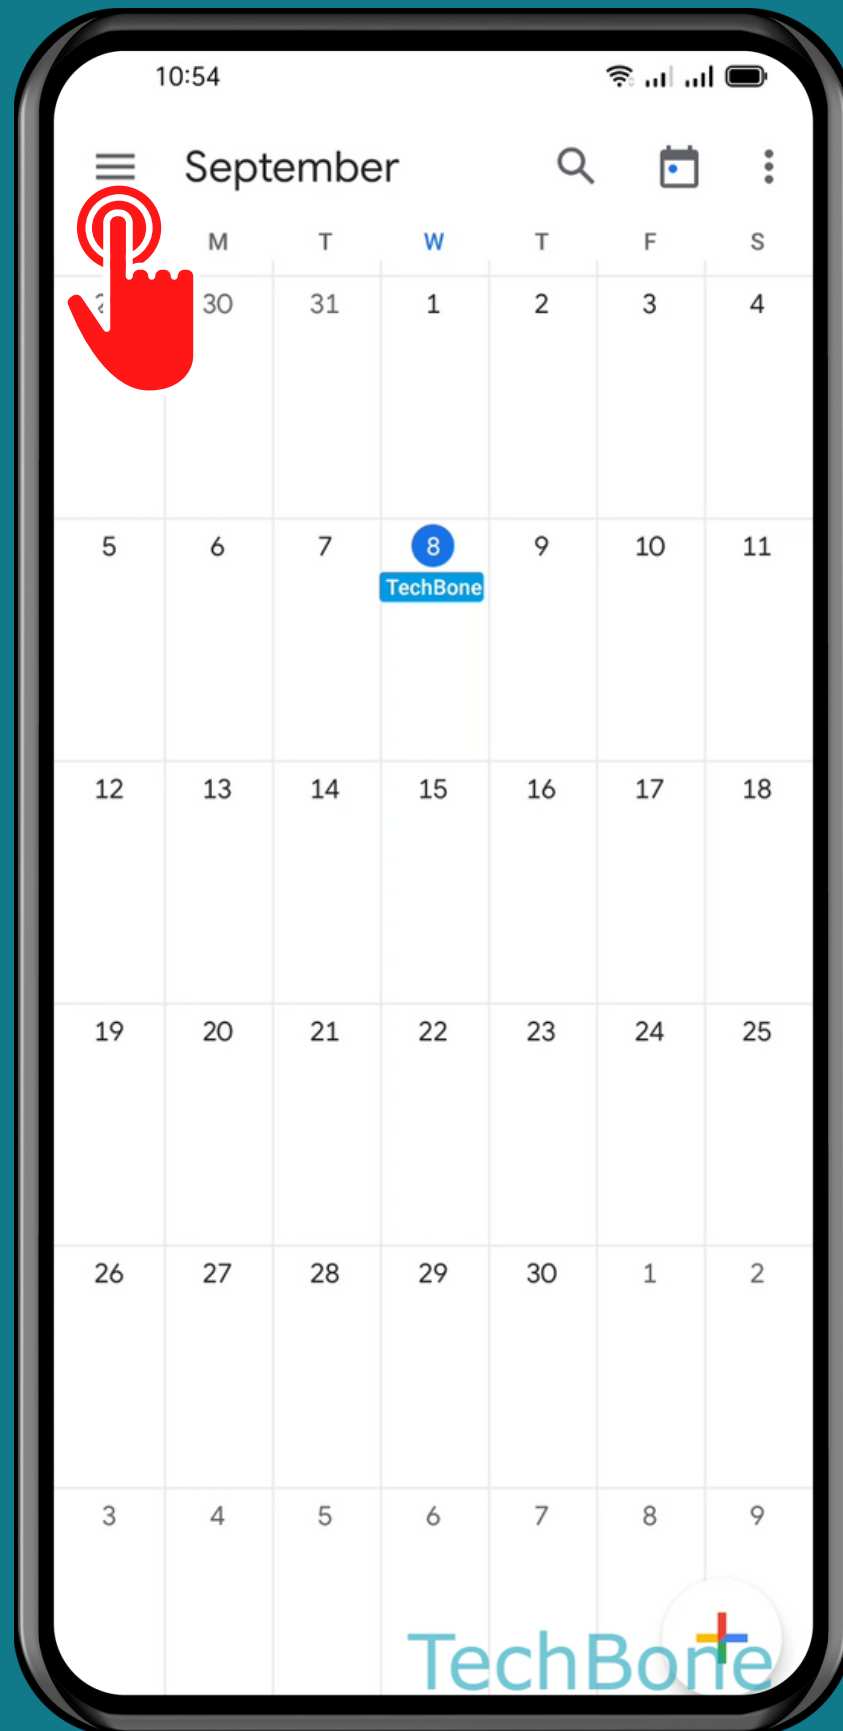 10:54
September
M T W T F S
30 31 1 2 3 4
5 6 7 8 9 10 11
TechBone
12 13 14 15 16 17 18
19 20 21 22 23 24 25
26 27 28 29 30 1 2
3 4 5 6 7 8 9
TechBone